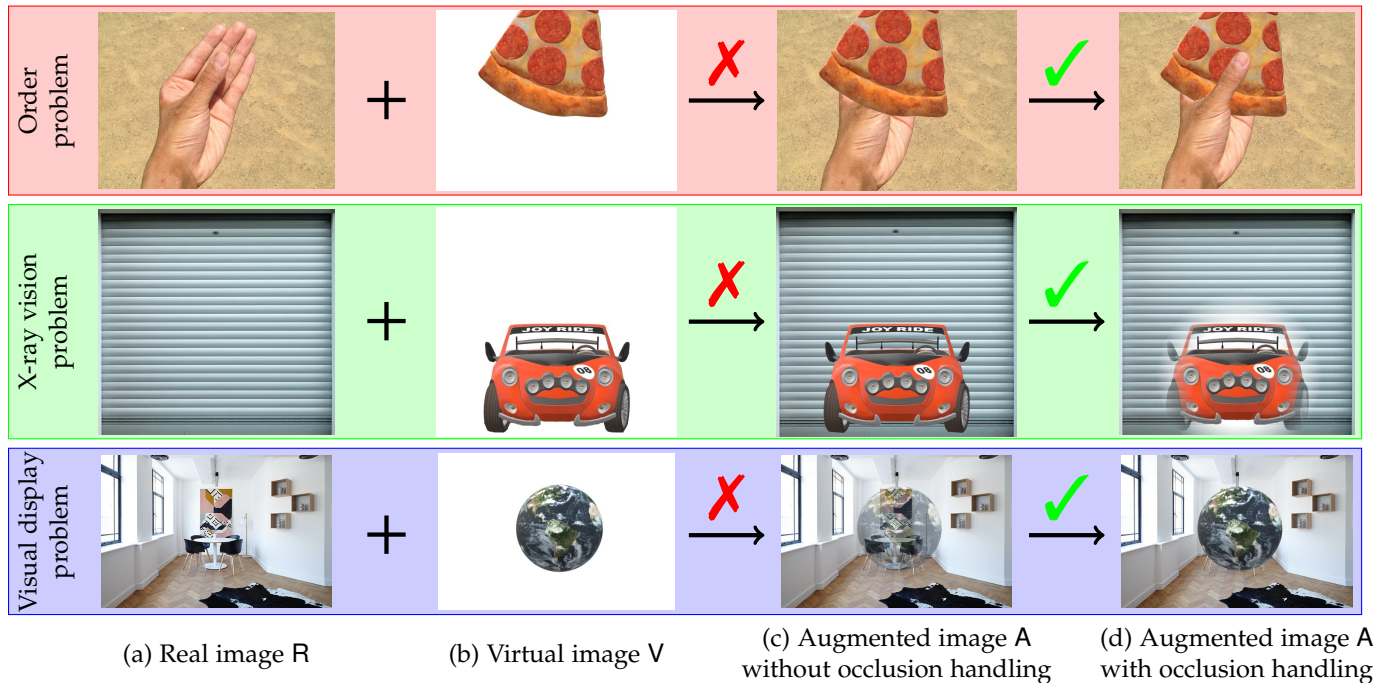 Order
problem
X-ray vision
problem
JOY RIDE
08
JOY RIDE
08
JOY RIDE
08
Visual display
problem
(a) Real image R
(b) Virtual image V
(c) Augmented image A
without occlusion handling
(d) Augmented image A
with occlusion handling